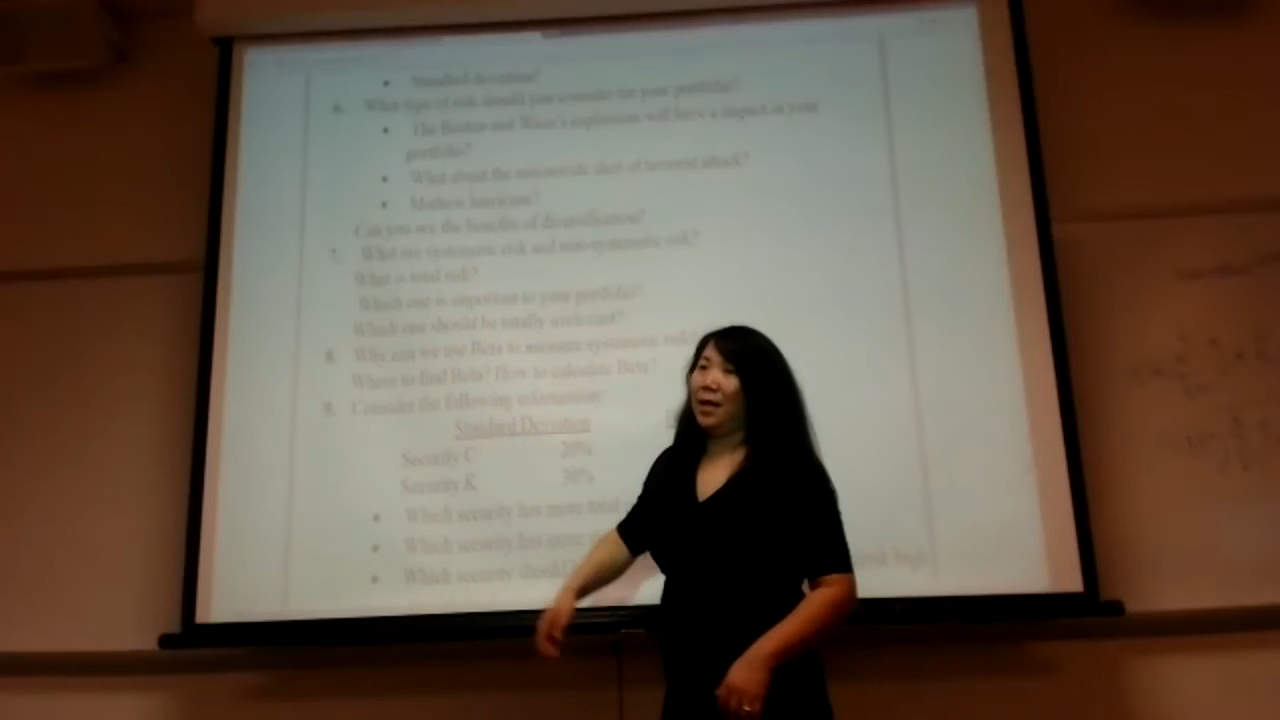 • Standard deviation?
6. What type of risk should you consider for your portfolio?
• The Boston and Waco's explosion will have a impact in your
portfolio?
• What about the nationwide alert of terrorist attack?
• Mathew hurricane?
Can you see the benefits of diversification?
7. What are systematic risk and non-systematic risk?
What is total risk?
Which one is important to your portfolio?
Which one should be totally irrelevant?
8. Why can we use Beta to measure systematic risk?
Where to find Beta? How to calculate Beta?
9. Consider the following information:
Standard Deviation
Security C 20%
Security K 30%
• Which security has more total
• Which security has more
• Which security should